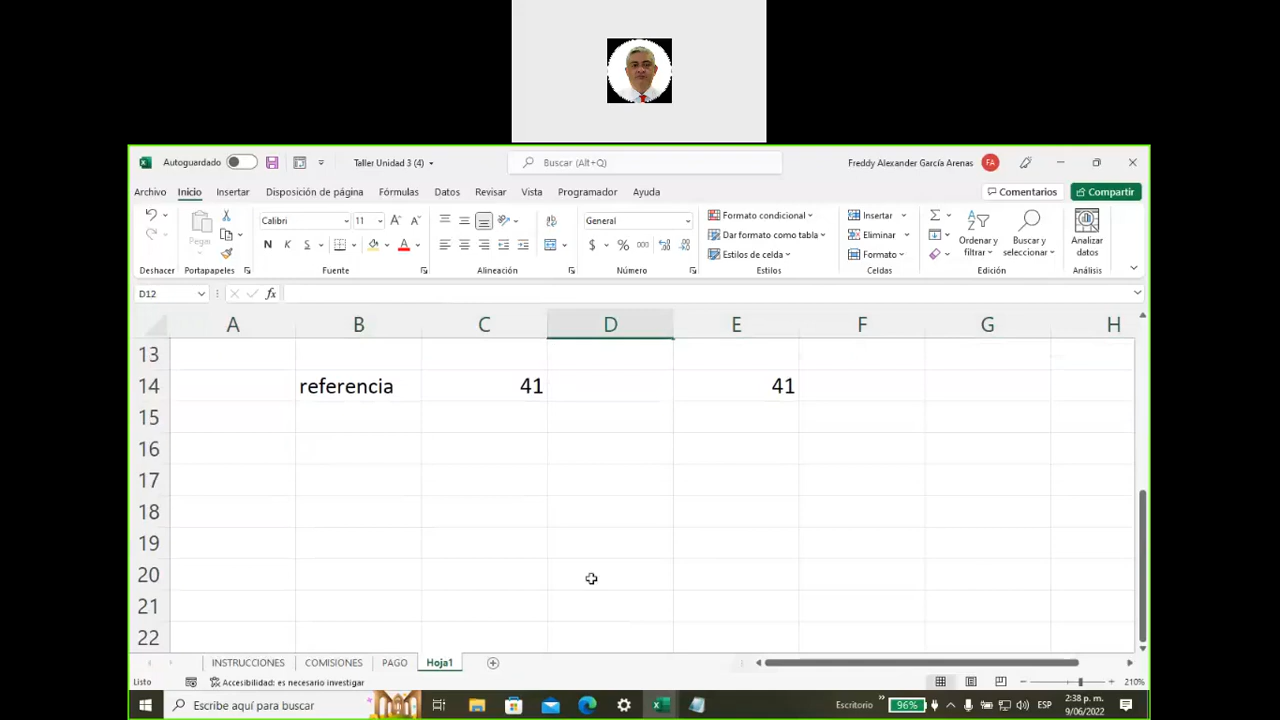 Autoguardado
Taller Unidad 3 (4)
Buscar (Alt+Q)
Freddy Alexander García Arenas
FA
Archivo Inicio Insertar Disposición de página Fórmulas Datos Revisar Vista Programador Ayuda
Comentarios
Compartir
Pegar
Calibri 11
N K S
General
$ % 000
Formato condicional
Dar formato como tabla
Estilos de celda
Insertar
Eliminar
Formato
Ordenar y filtrar
Buscar y seleccionar
Analizar datos
Deshacer Portapapeles Fuente Alineación Número Estilos Celdas Edición Análisis
D12
fx
A B C D E F G H
13
14 referencia 41 41
15
16
17
18
19
20
21
22
INSTRUCCIONES COMISIONES PAGO Hoja1
Listo
Accesibilidad: es necesario investigar
210%
Escribe aquí para buscar
Escritorio
96%
ESP
2:38 p. m.
9/06/2022